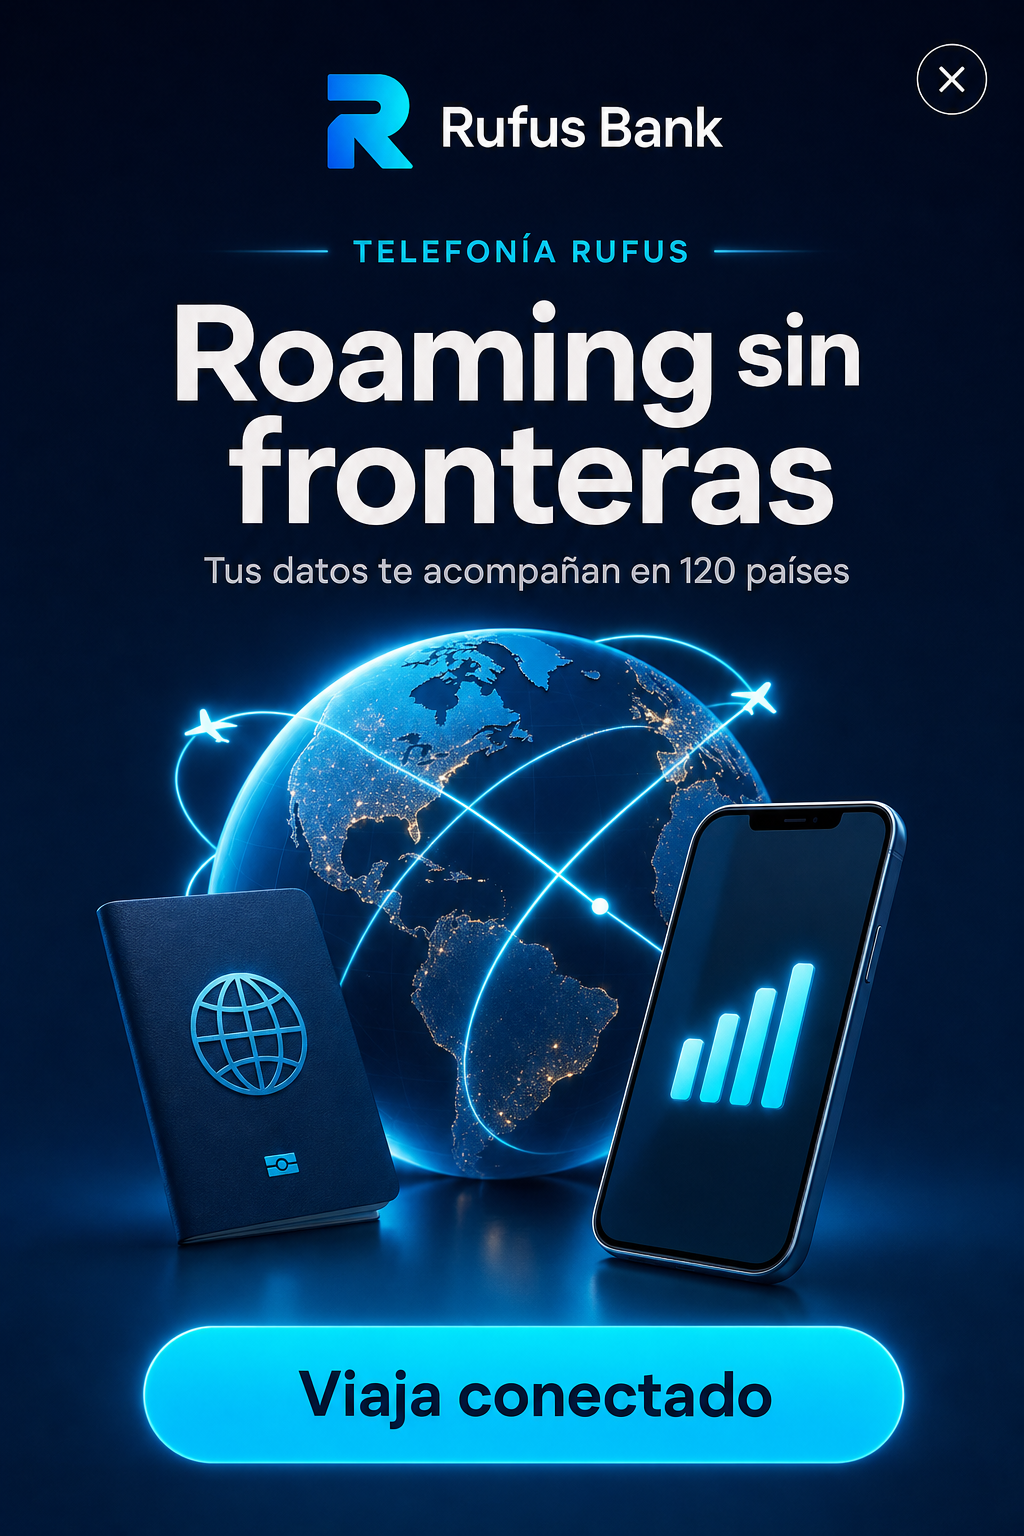 Rufus Bank
TELEFONÍA RUFUS
Roaming sin
fronteras
Tus datos te acompañan en 120 países
Viaja conectado